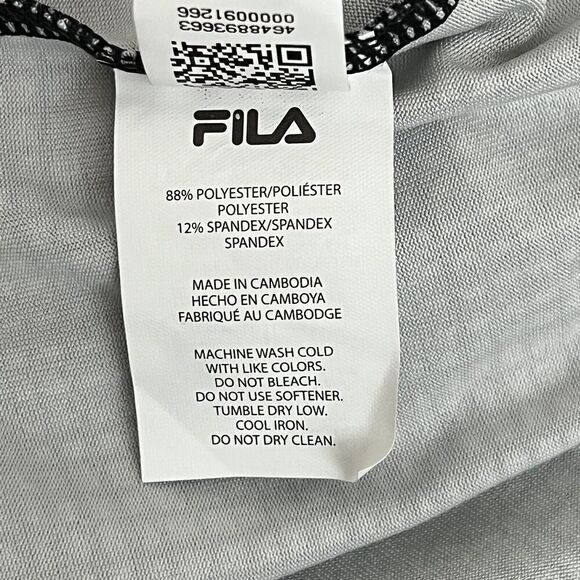 4648893663
0000091266
FILA
88% POLYESTER/POLIÉSTER
POLYESTER
12% SPANDEX/SPANDEX
SPANDEX
MADE IN CAMBODIA
HECHO EN CAMBOYA
FABRIQUÉ AU CAMBODGE
MACHINE WASH COLD
WITH LIKE COLORS.
DO NOT BLEACH.
DO NOT USE SOFTENER.
TUMBLE DRY LOW.
COOL IRON.
DO NOT DRY CLEAN.